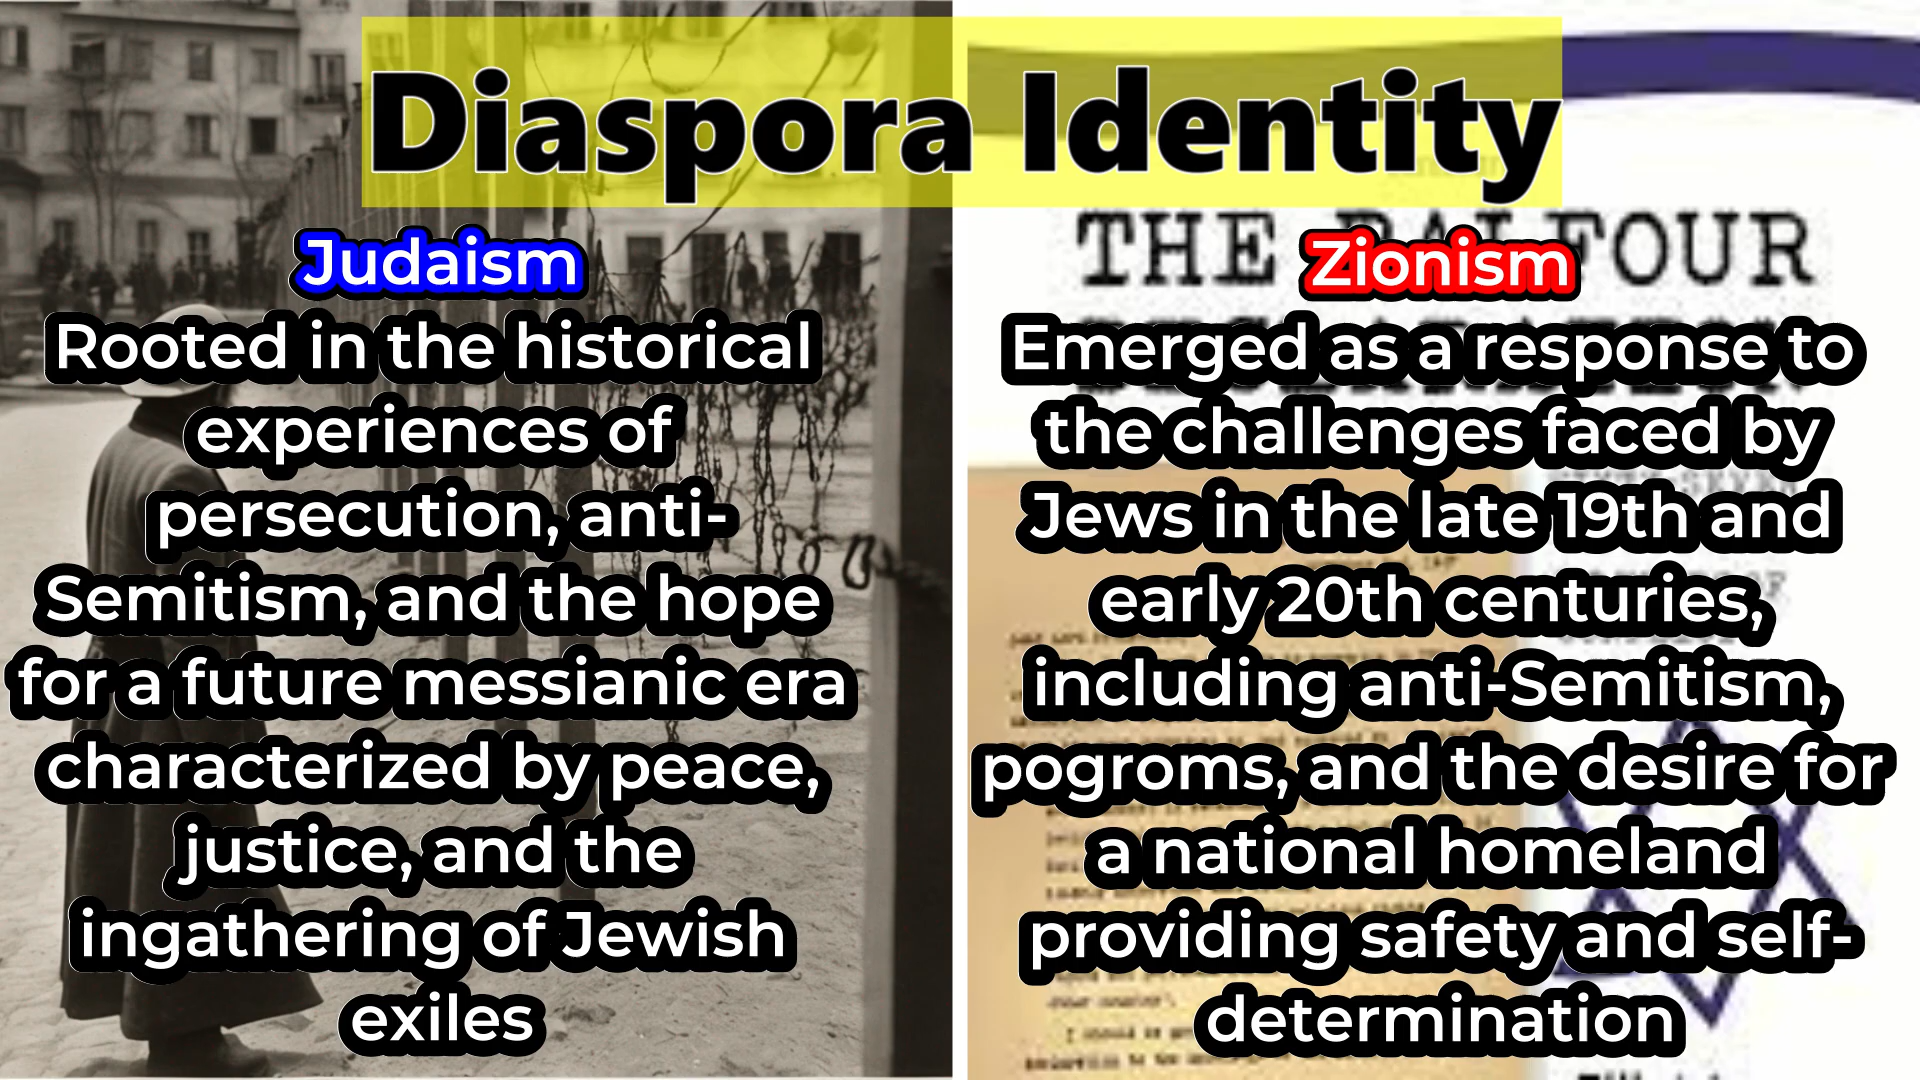 Diaspora Identity
Judaism
Rooted in the historical
experiences of
persecution, anti-
Semitism, and the hope
for a future messianic era
characterized by peace,
justice, and the
ingathering of Jewish
exiles
THE BALFOUR
Zionism
Emerged as a response to
the challenges faced by
Jews in the late 19th and
early 20th centuries,
including anti-Semitism,
pogroms, and the desire for
a national homeland
providing safety and self-
determination